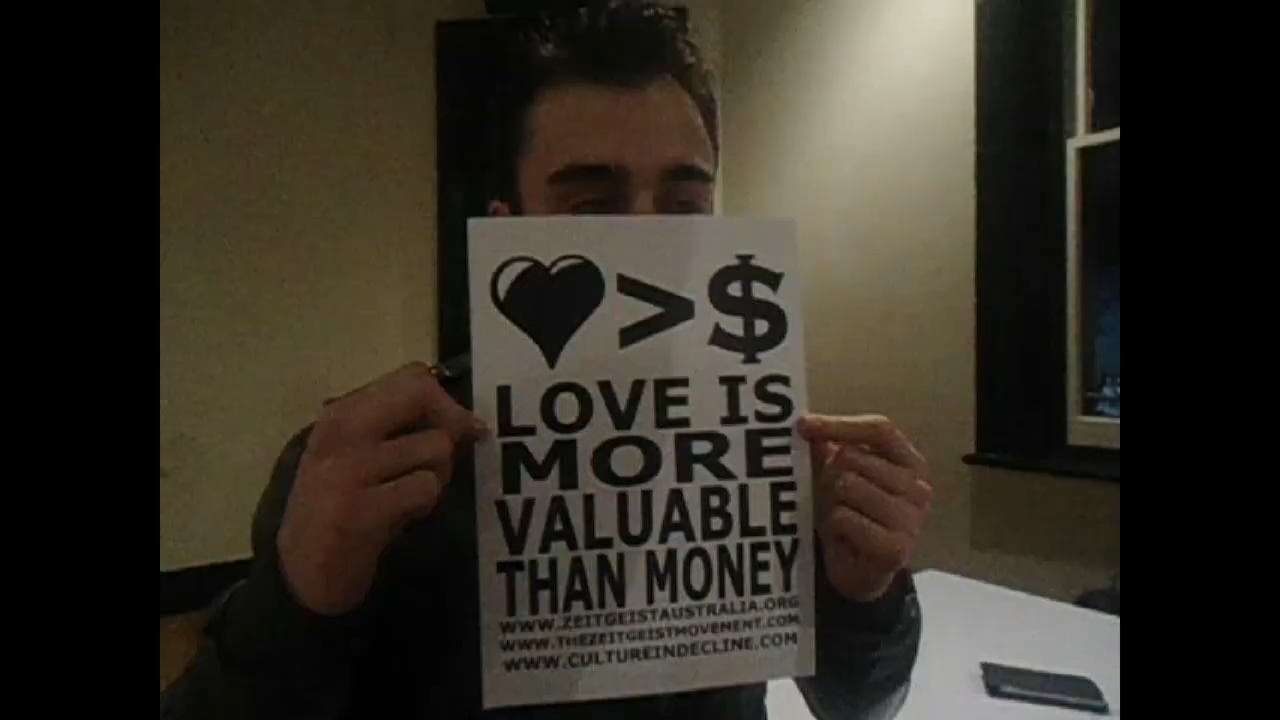 ♥>$
LOVE IS
MORE
VALUABLE
THAN MONEY
WWW.ZEITGEISTAUSTRALIA.ORG
WWW.THEZEITGEISTMOVEMENT.COM
WWW.CULTUREINDECLINE.COM